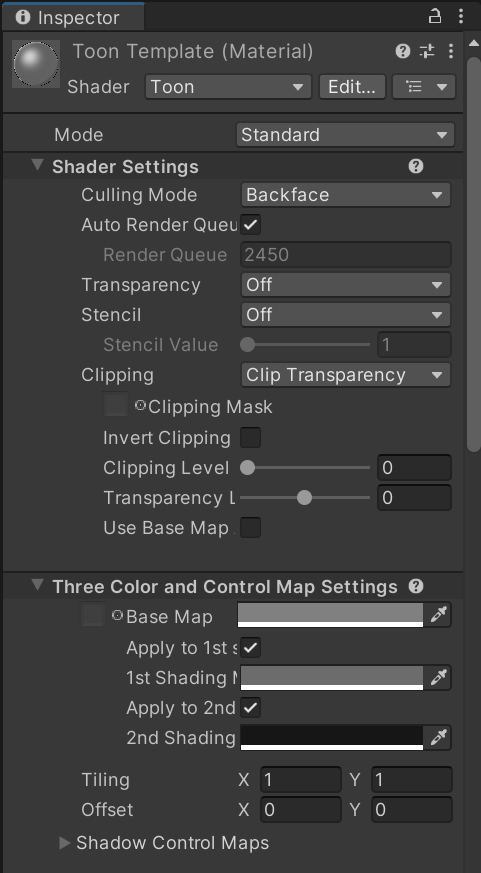 Inspector
Toon Template (Material)
Shader Toon Edit...
Mode Standard
Shader Settings
Culling Mode Backface
Auto Render Queu
Render Queue 2450
Transparency Off
Stencil Off
Stencil Value 1
Clipping Clip Transparency
Clipping Mask
Invert Clipping
Clipping Level 0
Transparency L 0
Use Base Map
Three Color and Control Map Settings
Base Map
Apply to 1st s
1st Shading M
Apply to 2nd
2nd Shading
Tiling X 1 Y 1
Offset X 0 Y 0
Shadow Control Maps